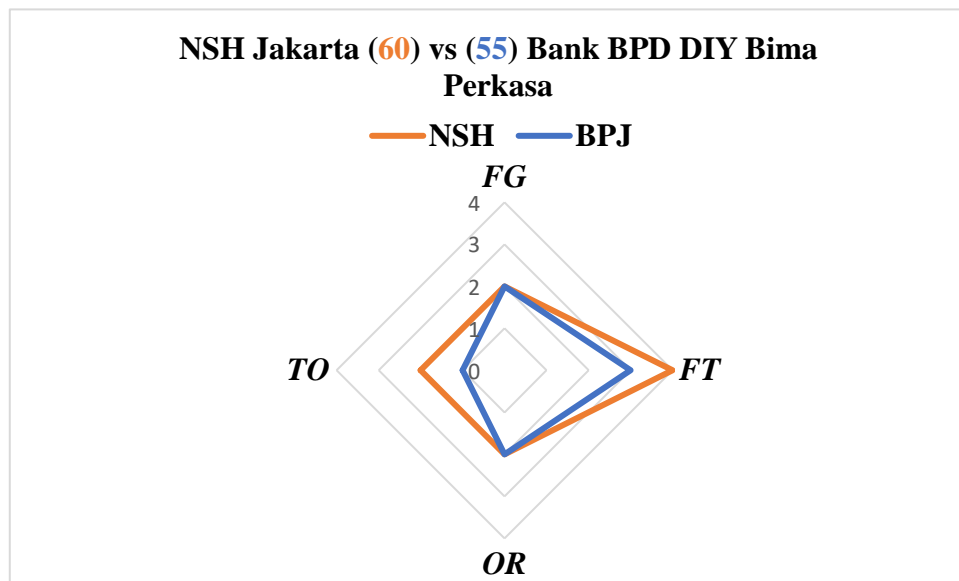 NSH Jakarta (60) vs (55) Bank BPD DIY Bima
Perkasa
NSH BPJ
FG
4
3
2
1
0
TO
FT
OR